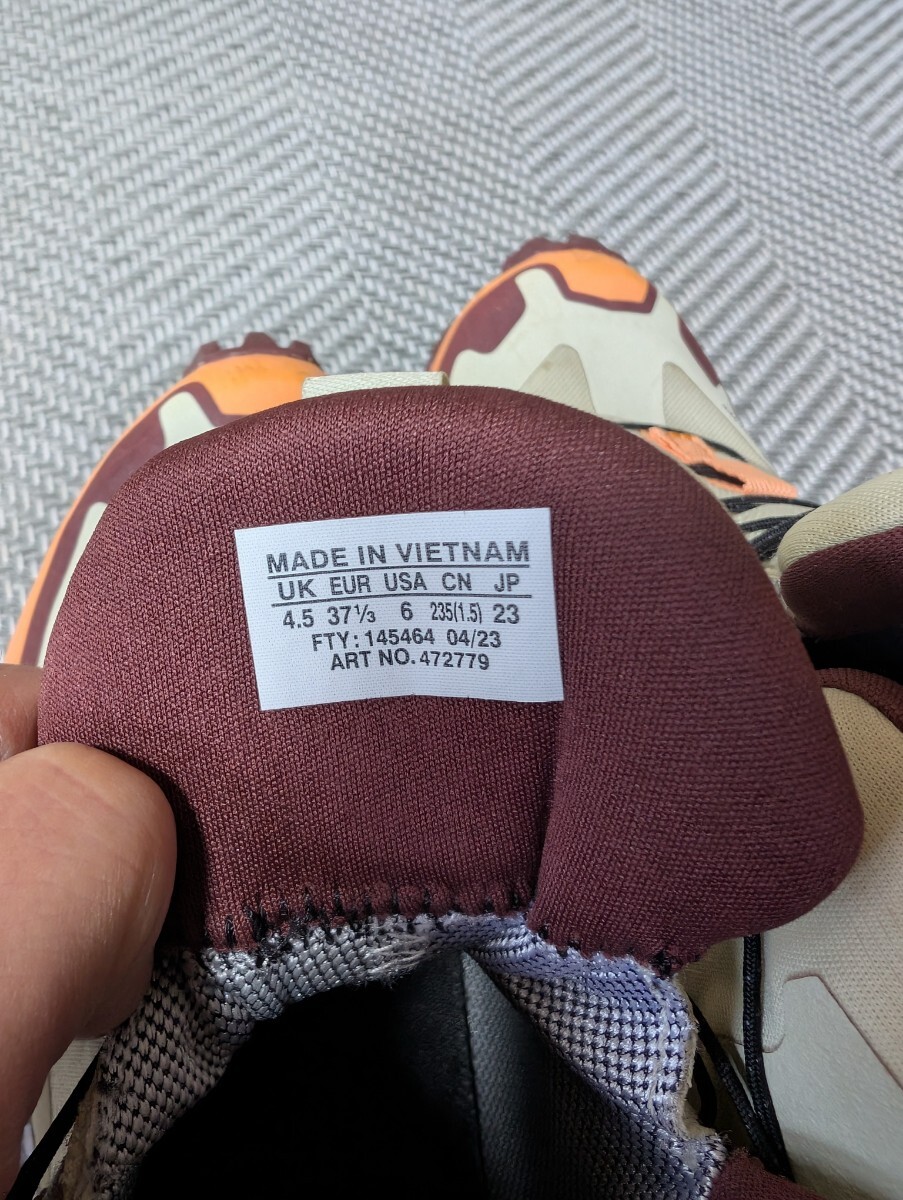 MADE IN VIETNAM
UK EUR USA CN JP
4.5 37⅓ 6 235(1.5) 23
FTY: 145464 04/23
ART NO. 472779